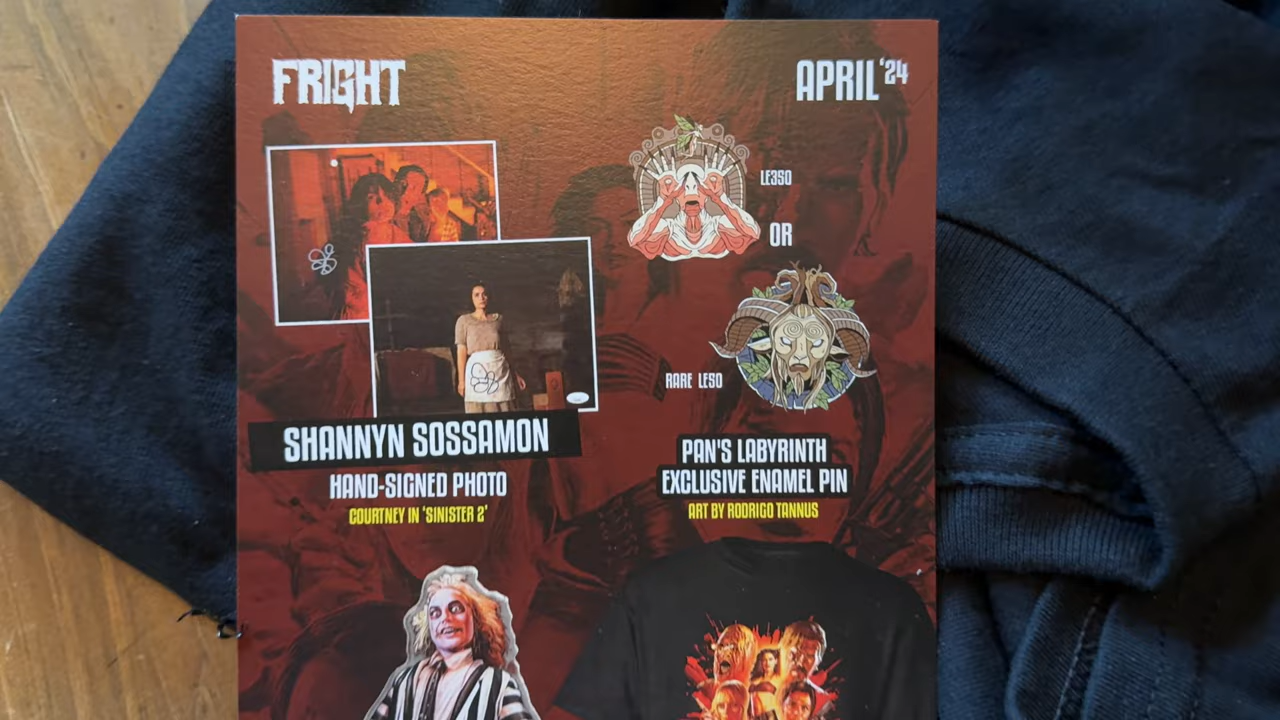 FRIGHT
APRIL '24
LE350
OR
RARE LE50
SHANNYN SOSSAMON
HAND-SIGNED PHOTO
COURTNEY IN 'SINISTER 2'
PAN'S LABYRINTH
EXCLUSIVE ENAMEL PIN
ART BY RODRIGO TANNUS